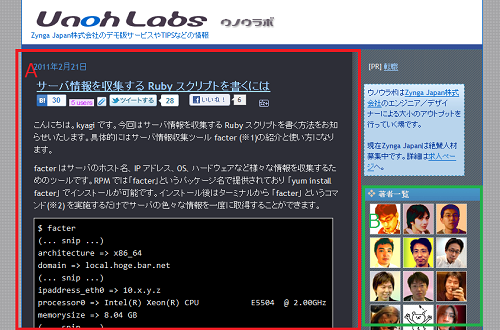 Unoh Labs ウノウラボ
Zynga Japan株式会社のデモ版サービスやTIPSなどの情報
A
2011年2月21日
サーバ情報を収集する Ruby スクリプトを書くには
B! 30 5 users ツイートする 28 いいね! 6
こんにちは。kyagi です。今回はサーバ情報を収集する Ruby スクリプトを書く方法をお知
らせいたします。具体的にはサーバ情報収集ツール facter (※1)の紹介と使い方になり
ます。
facter はサーバのホスト名、IP アドレス、OS、ハードウェアなど様々な情報を収集するた
めのツールです。RPM では「facter」というパッケージ名で提供されており 「yum install
facter」 でインストールが可能です。インストール後はターミナルから 「facter」 というコマ
ンド(※2) を実施するだけでサーバの色々な情報を一度に取得することができます。
$ facter
(... snip ...)
architecture => x86_64
domain => local.hoge.bar.net
(... snip ...)
ipaddress_eth0 => 10.x.y.z
processor0 => Intel(R) Xeon(R) CPU E5504 @ 2.00GHz
memorysize => 8.04 GB
(... snip ...)
[PR] 転職
ウノウラボはZynga Japan株式
会社のエンジニア／デザイ
ナーによる大小のアウトプットを
行っていく場です。
現在Zynga Japanは絶賛人材
募集中です。詳細は求人ペー
ジへ。
著者一覧
B